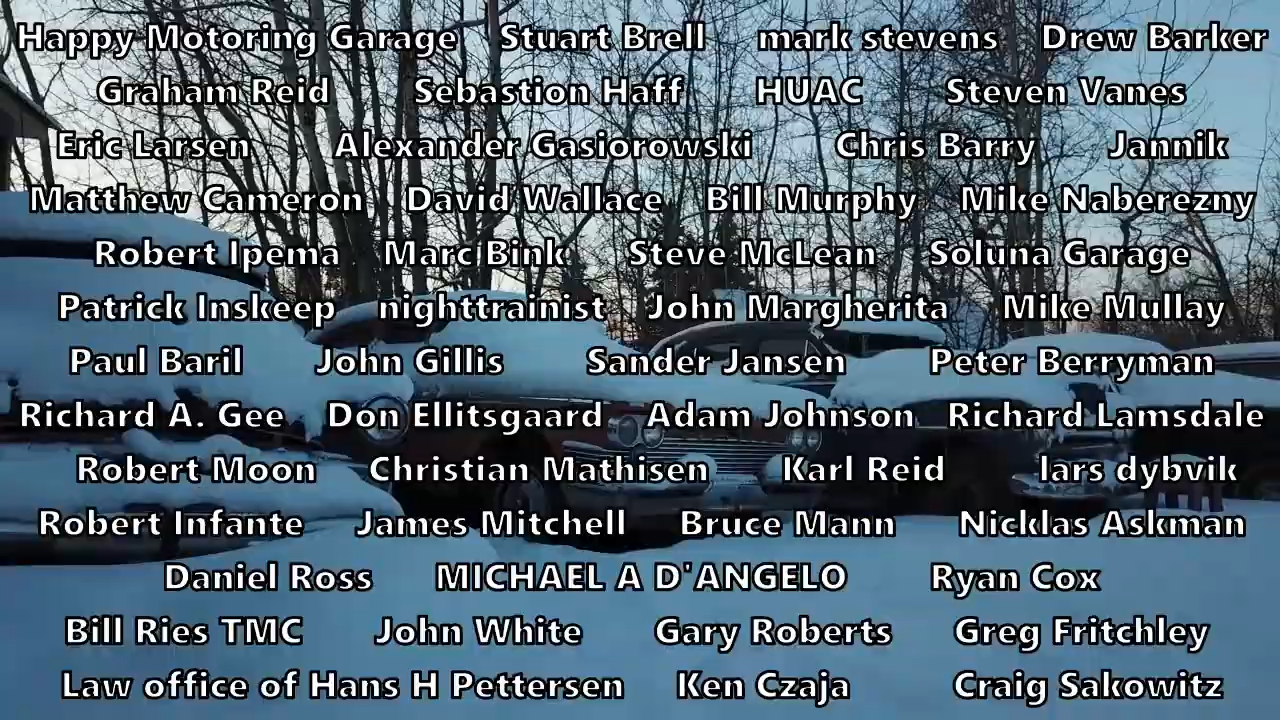 Happy Motoring Garage Stuart Brell mark stevens Drew Barker
Graham Reid Sebastion Haff HUAC Steven Vanes
Eric Larsen Alexander Gasiorowski Chris Barry Jannik
Matthew Cameron David Wallace Bill Murphy Mike Naberezny
Robert Ipema Marc Bink Steve McLean Soluna Garage
Patrick Inskeep nighttrainist John Margherita Mike Mullay
Paul Baril John Gillis Sander Jansen Peter Berryman
Richard A. Gee Don Ellitsgaard Adam Johnson Richard Lamsdale
Robert Moon Christian Mathisen Karl Reid lars dybvik
Robert Infante James Mitchell Bruce Mann Nicklas Askman
Daniel Ross MICHAEL A D'ANGELO Ryan Cox
Bill Ries TMC John White Gary Roberts Greg Fritchley
Law office of Hans H Pettersen Ken Czaja Craig Sakowitz